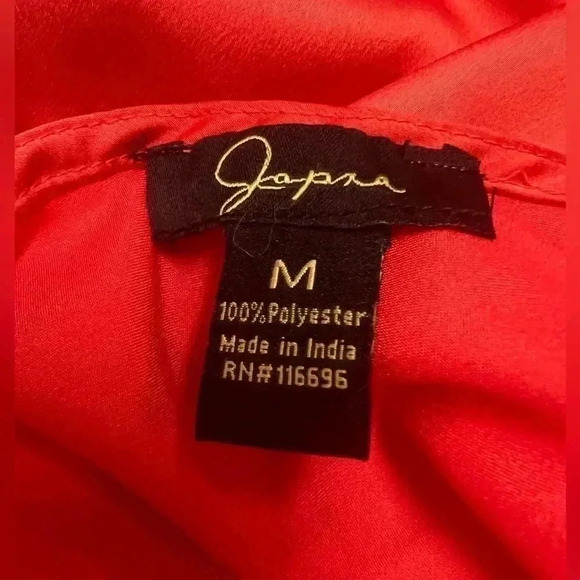 Japna
M
100% Polyester
Made in India
RN#116696